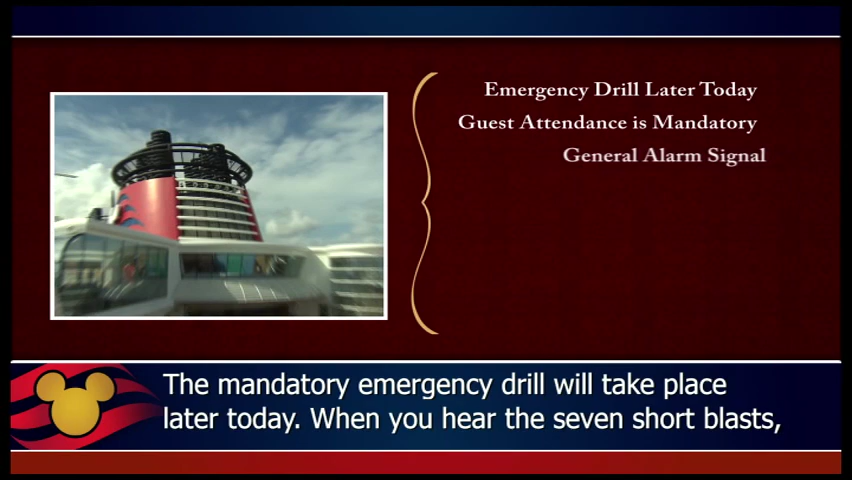 Emergency Drill Later Today
Guest Attendance is Mandatory
General Alarm Signal
The mandatory emergency drill will take place
later today. When you hear the seven short blasts,